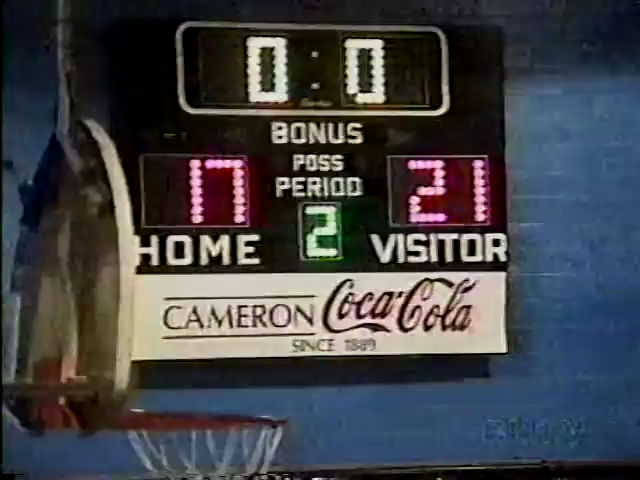 0:0
BONUS
POSS
PERIOD
17 2 21
HOME VISITOR
CAMERON Coca-Cola
SINCE 1889